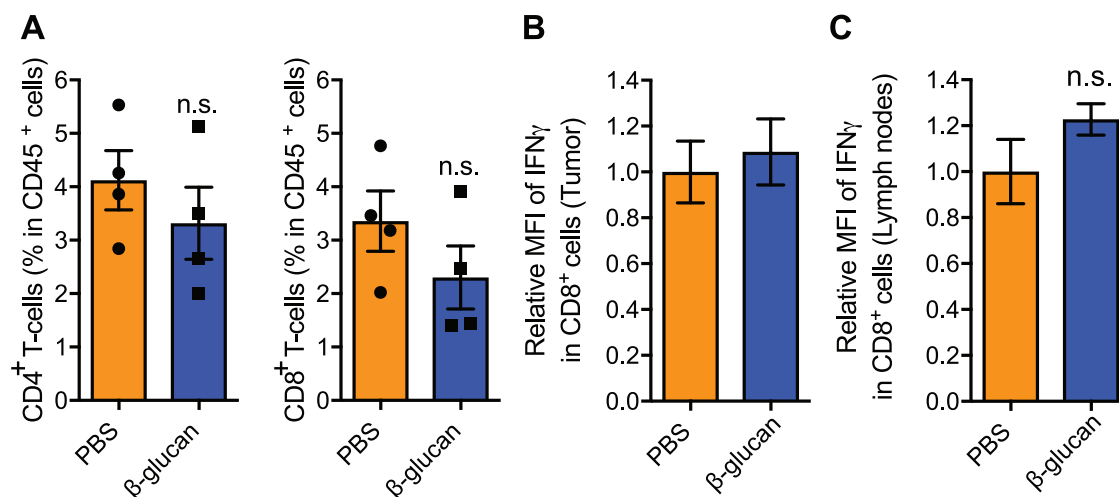 A
CD4+ T-cells (% in CD45 + cells)
6
5
4
3
2
1
0
n.s.
PBS
β-glucan
CD8+ T-cells (% in CD45 + cells)
6
5
4
3
2
1
0
n.s.
PBS
β-glucan
B
Relative MFI of IFNγ
in CD8+ cells (Tumor)
1.4
1.2
1.0
0.8
0.6
0.4
0.2
0.0
PBS
β-glucan
C
Relative MFI of IFNγ
in CD8+ cells (Lymph nodes)
1.4
1.2
1.0
0.8
0.6
0.4
0.2
0.0
n.s.
PBS
β-glucan